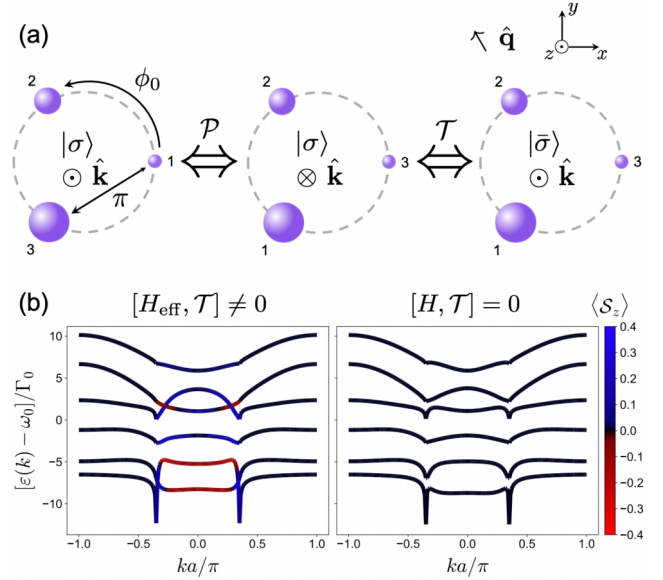 (a)
q̂
y
z
x
2
ϕ₀
|σ⟩
⊙ k̂
1
π
3
𝒫
2
|σ⟩
⊗ k̂
3
1
𝒯
2
|σ̄⟩
⊙ k̂
3
1
(b)
[H_eff, 𝒯] ≠ 0
[H, 𝒯] = 0
⟨𝒮_z⟩
[ε(k) − ω₀]/Γ₀
10
5
0
−5
−10
−1.0 −0.5 0.0 0.5 1.0
ka/π
−1.0 −0.5 0.0 0.5 1.0
ka/π
0.4
0.3
0.2
0.1
0.0
−0.1
−0.2
−0.3
−0.4